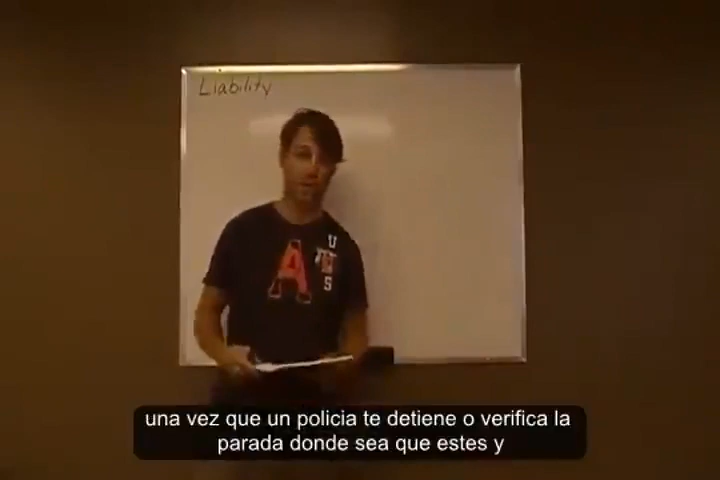 Liability
A
U
S
una vez que un policia te detiene o verifica la
parada donde sea que estes y